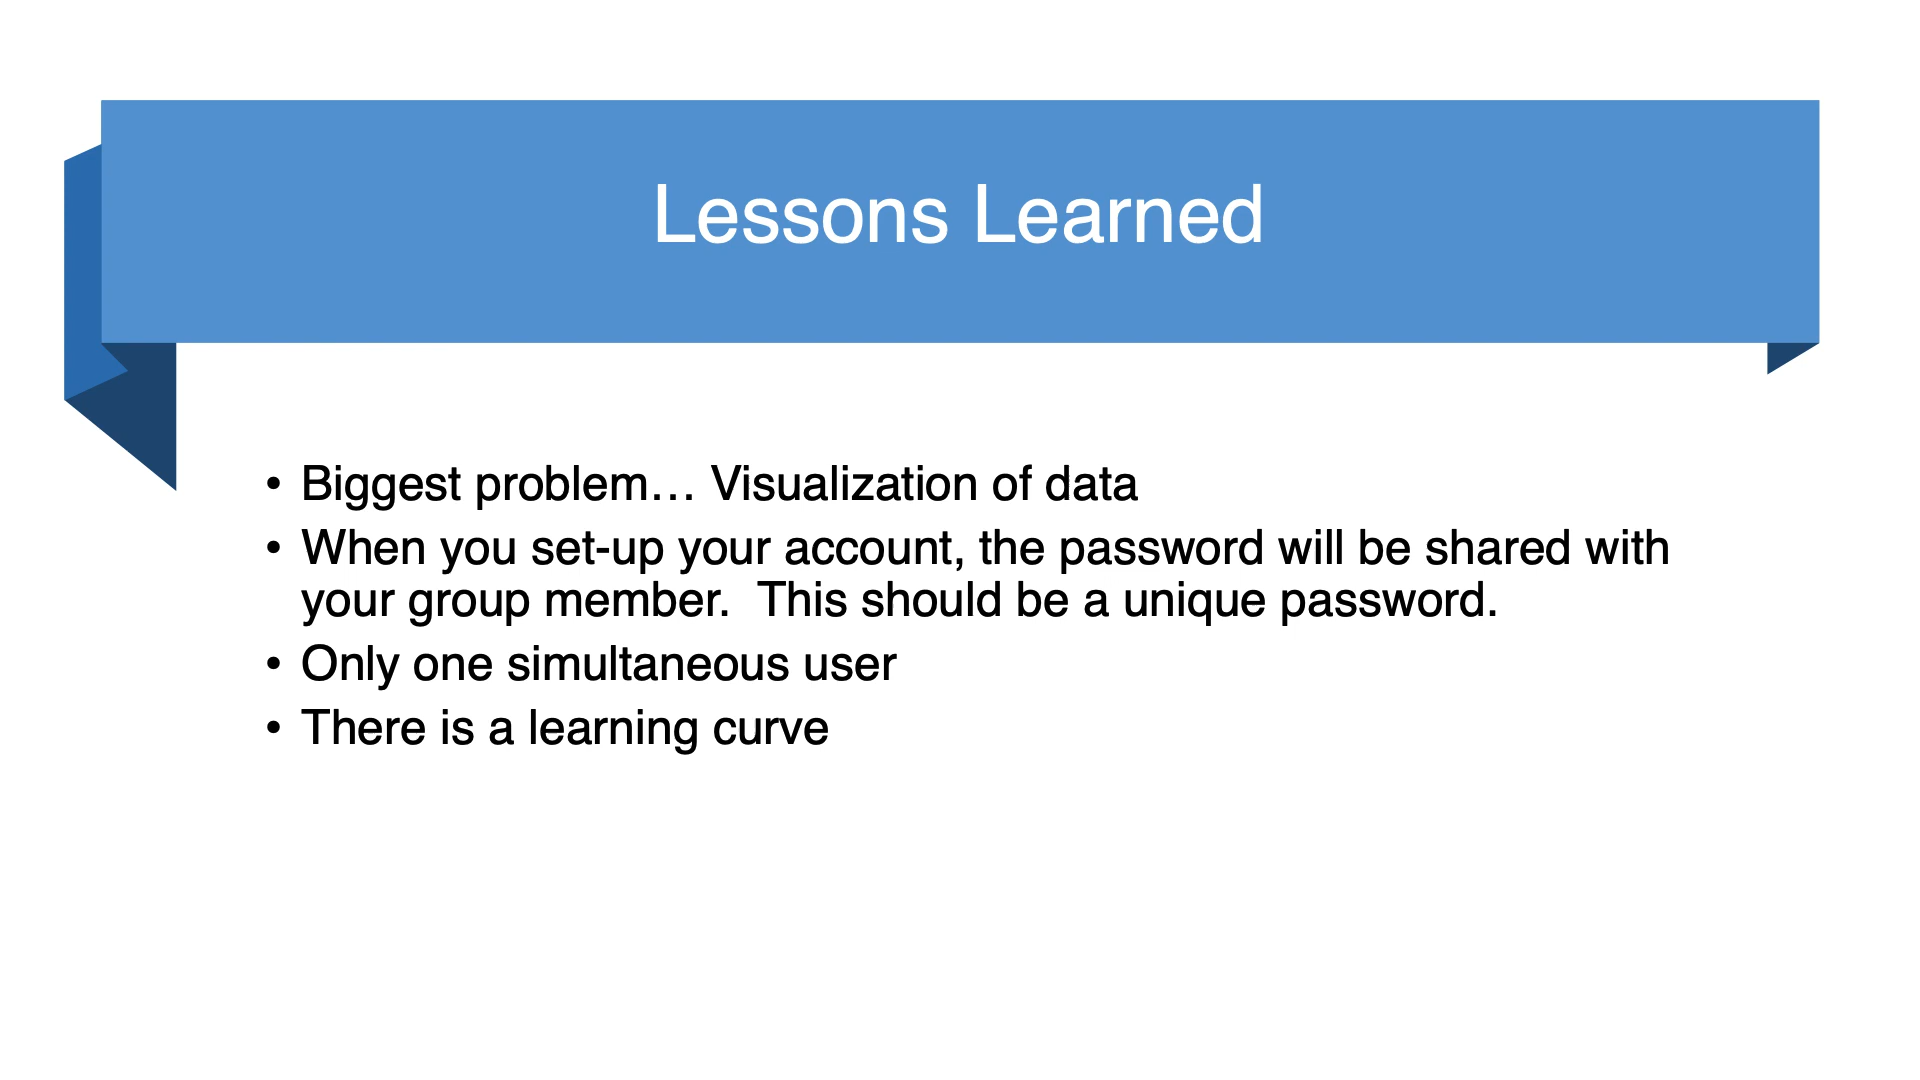 Lessons Learned
• Biggest problem… Visualization of data
• When you set-up your account, the password will be shared with
your group member.  This should be a unique password.
• Only one simultaneous user
• There is a learning curve